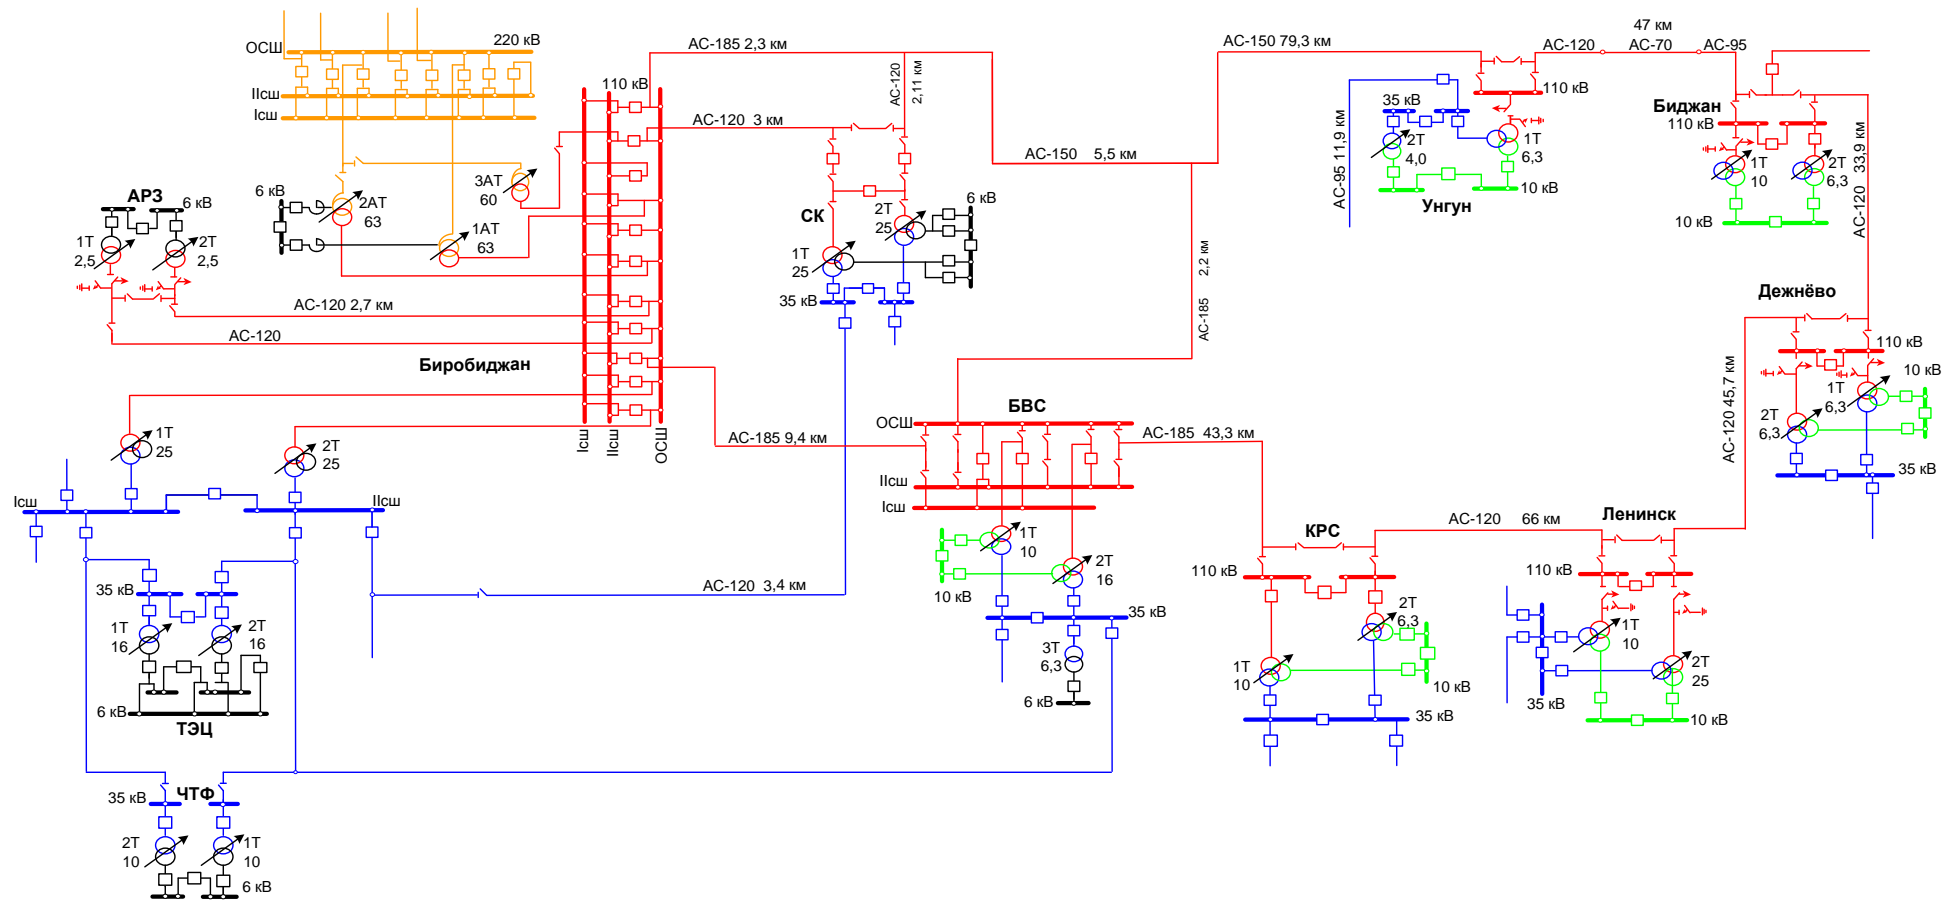 ОСШ
220 кВ
IIсш
Iсш
110 кВ
3АТ
60
2АТ
63
1АТ
63
6 кВ
АРЗ
6 кВ
1Т
2,5
2Т
2,5
АС-120 2,7 км
АС-120
Биробиджан
Iсш
IIсш
ОСШ
АС-185 2,3 км
АС-120
2,11 км
АС-120 3 км
СК
2Т
25
1Т
25
6 кВ
35 кВ
АС-150 5,5 км
АС-185 2,2 км
АС-150 79,3 км
47 км
АС-120
АС-70
АС-95
АС-95 11,9 км
35 кВ
110 кВ
2Т
4,0
1Т
6,3
10 кВ
Унгун
Биджан
110 кВ
1Т
10
2Т
6,3
10 кВ
АС-120 33,9 км
Дежнёво
110 кВ
10 кВ
1Т
6,3
2Т
6,3
35 кВ
АС-120 45,7 км
1Т
25
2Т
25
Iсш
IIсш
35 кВ
1Т
16
2Т
16
6 кВ
ТЭЦ
АС-120 3,4 км
35 кВ
ЧТФ
2Т
10
1Т
10
6 кВ
АС-185 9,4 км
БВС
ОСШ
IIсш
Iсш
АС-185 43,3 км
1Т
10
2Т
16
10 кВ
35 кВ
3Т
6,3
6 кВ
КРС
110 кВ
2Т
6,3
1Т
10
10 кВ
35 кВ
АС-120 66 км
Ленинск
110 кВ
1Т
10
2Т
25
35 кВ
10 кВ